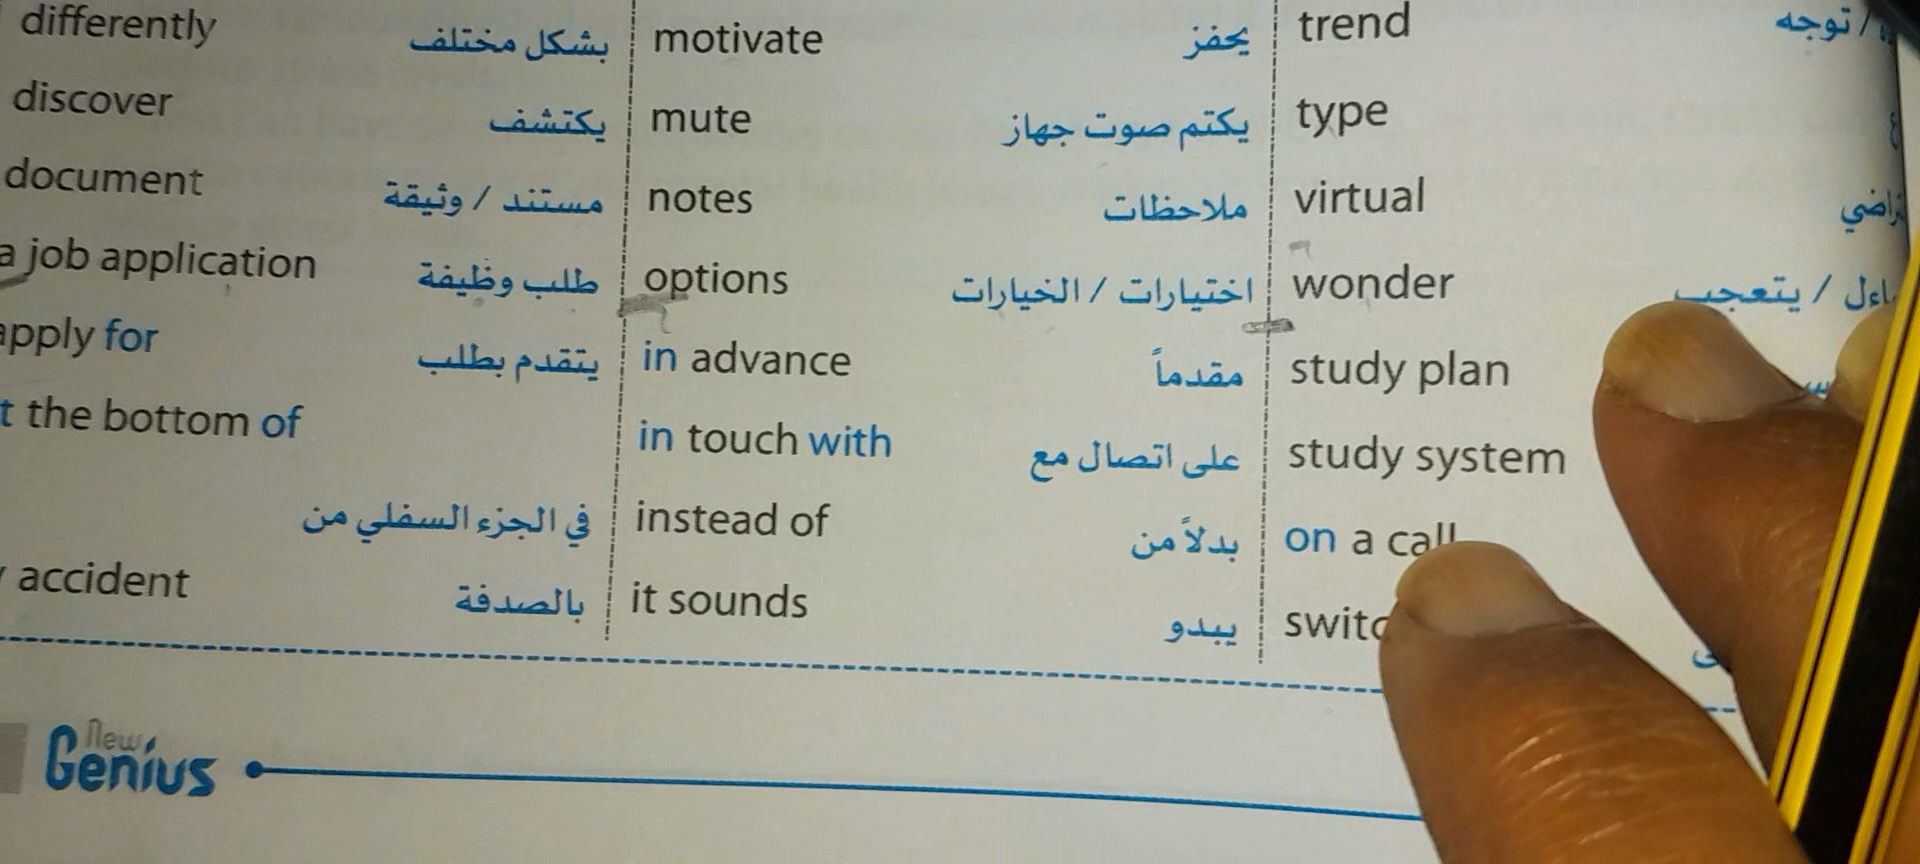 differently بشكل مختلف
discover يكتشف
document مستند / وثيقة
a job application طلب وظيفة
apply for يتقدم بطلب
the bottom of
في الجزء السفلي من
accident بالصدفة
motivate يحفز
mute يكتم صوت جهاز
notes ملاحظات
options اختيارات / الخيارات
in advance مقدماً
in touch with على اتصال مع
instead of بدلاً من
it sounds يبدو
trend / توجه
type
virtual
wonder / يتعجب
study plan
study system
on a call
New
Genius